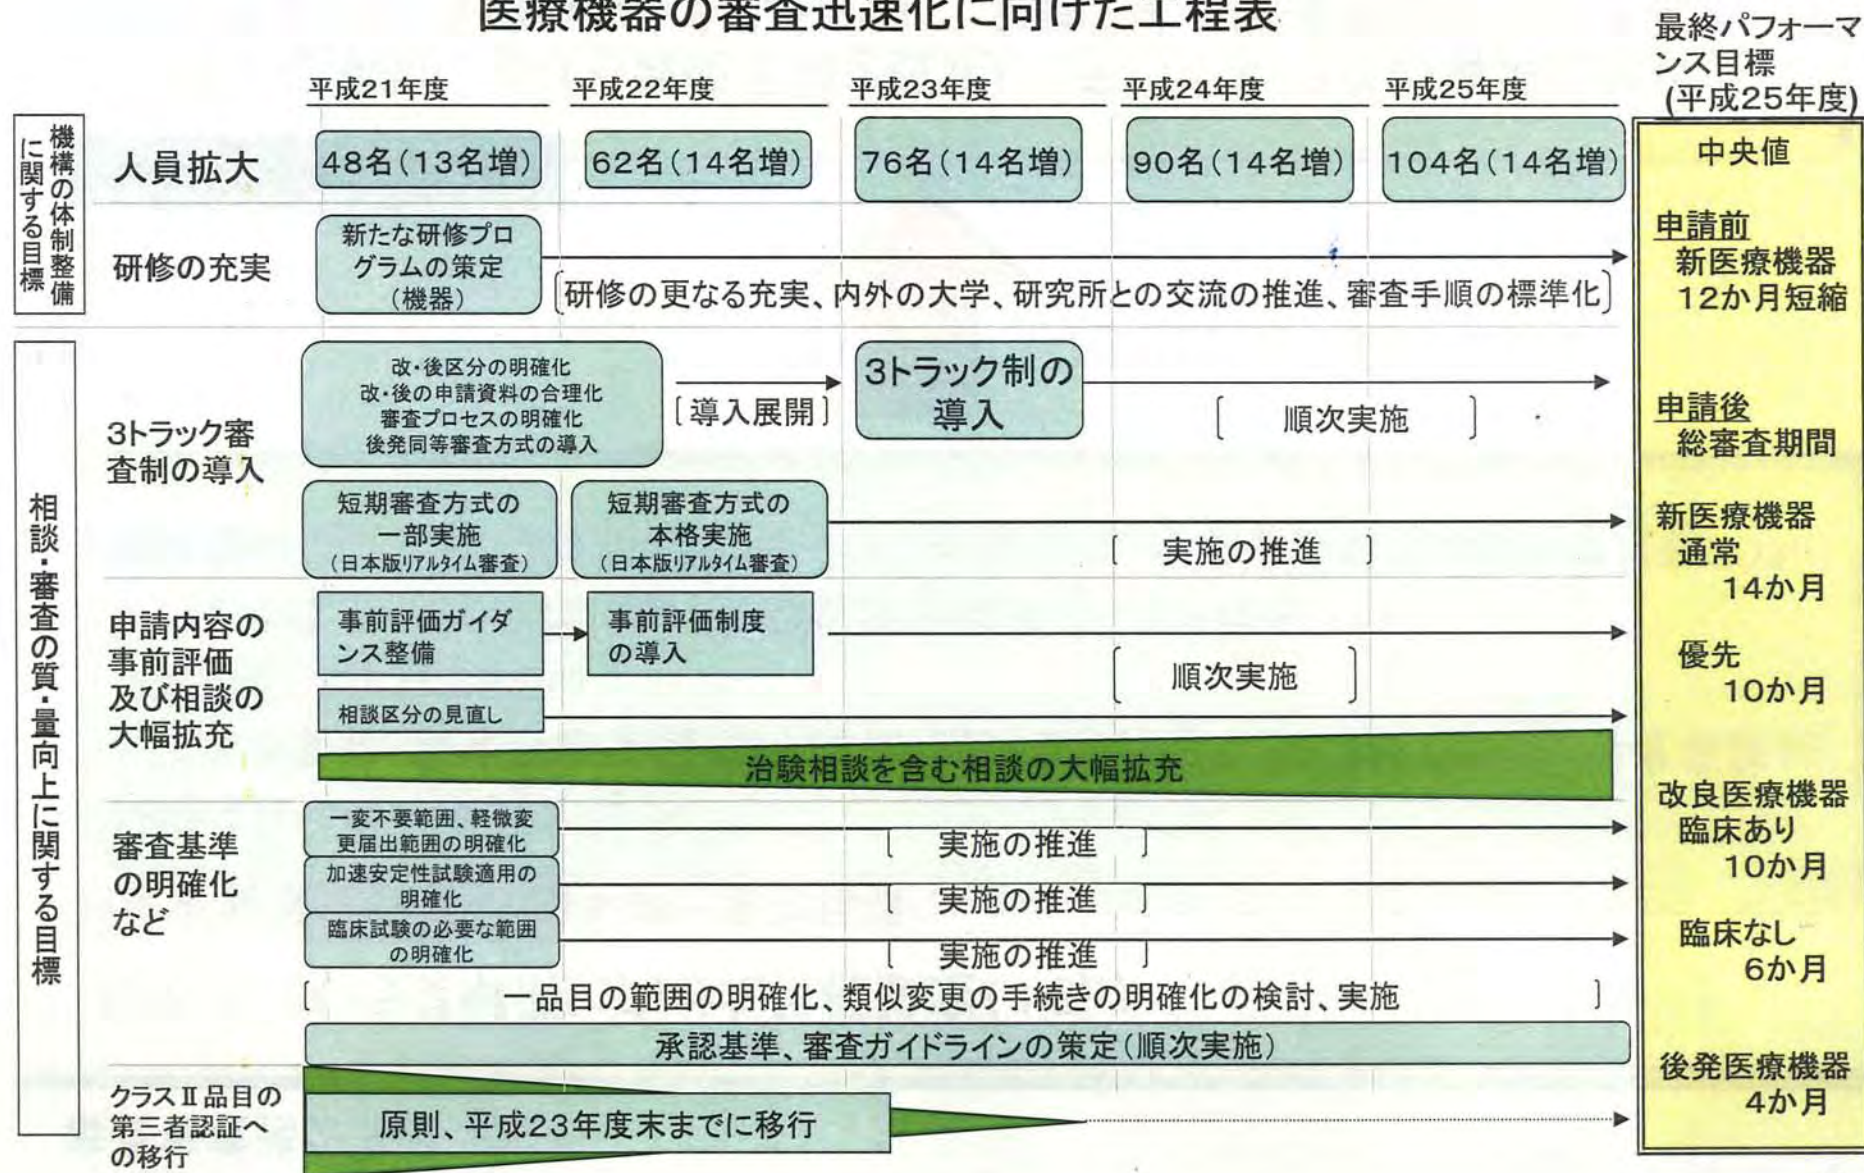 医療機器の審査迅速化に向けた工程表
最終パフォーマ
ンス目標
(平成25年度)
平成21年度
平成22年度
平成23年度
平成24年度
平成25年度
機構の体制整備
に関する目標
人員拡大
48名(13名増)
62名(14名増)
76名(14名増)
90名(14名増)
104名(14名増)
研修の充実
新たな研修プロ
グラムの策定
(機器)
〔研修の更なる充実、内外の大学、研究所との交流の推進、審査手順の標準化〕
相談・審査の質・量向上に関する目標
3トラック審
査制の導入
改・後区分の明確化
改・後の申請資料の合理化
審査プロセスの明確化
後発同等審査方式の導入
〔導入展開〕
3トラック制の
導入
〔 順次実施 〕
短期審査方式の
一部実施
(日本版リアルタイム審査)
短期審査方式の
本格実施
(日本版リアルタイム審査)
〔 実施の推進 〕
申請内容の
事前評価
及び相談の
大幅拡充
事前評価ガイダ
ンス整備
事前評価制度
の導入
〔 順次実施 〕
相談区分の見直し
治験相談を含む相談の大幅拡充
審査基準
の明確化
など
一変不要範囲、軽微変
更届出範囲の明確化
〔 実施の推進 〕
加速安定性試験適用の
明確化
〔 実施の推進 〕
臨床試験の必要な範囲
の明確化
〔 実施の推進 〕
〔 一品目の範囲の明確化、類似変更の手続きの明確化の検討、実施 〕
承認基準、審査ガイドラインの策定(順次実施)
クラスⅡ品目の
第三者認証へ
の移行
原則、平成23年度末までに移行
中央値
申請前
新医療機器
12か月短縮
申請後
総審査期間
新医療機器
通常
14か月
優先
10か月
改良医療機器
臨床あり
10か月
臨床なし
6か月
後発医療機器
4か月